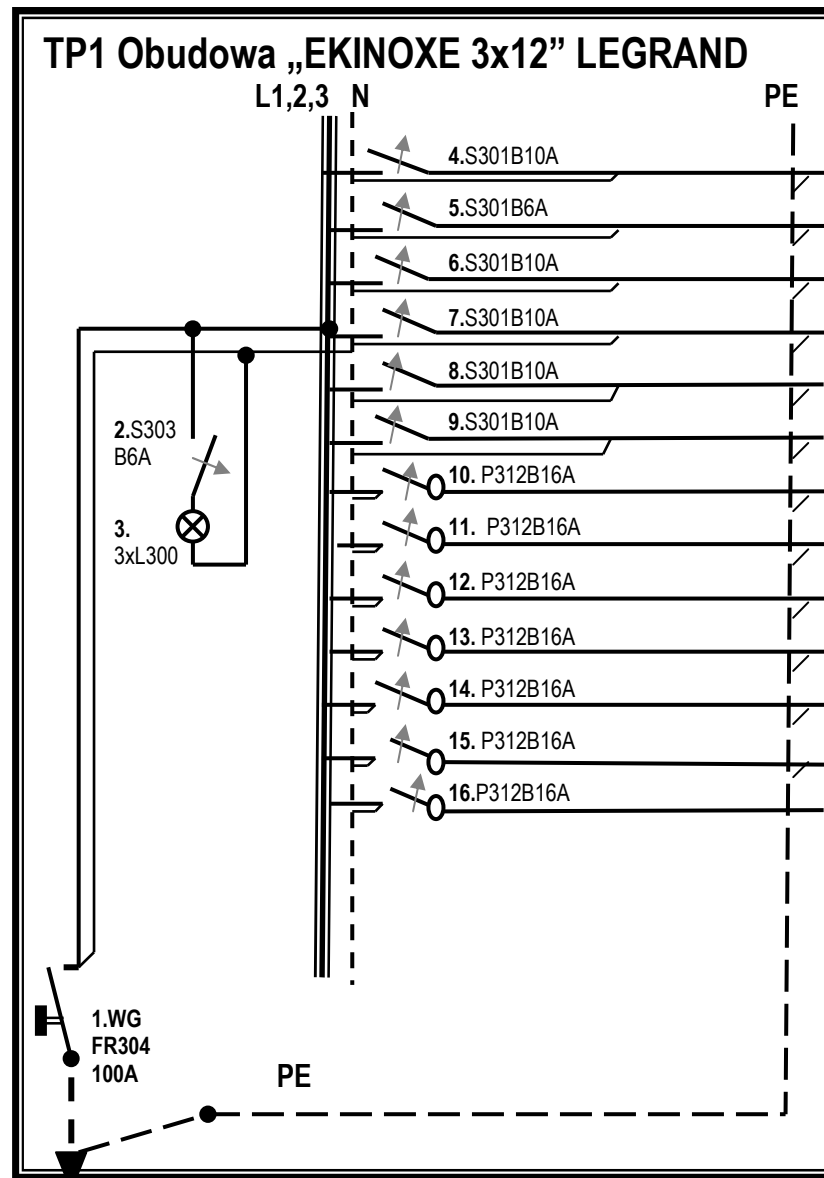 TP1 Obudowa „EKINOXE 3x12” LEGRAND
L1,2,3 N PE
4.S301B10A
5.S301B6A
6.S301B10A
7.S301B10A
8.S301B10A
9.S301B10A
2.S303
B6A
10. P312B16A
3.
3xL300
11. P312B16A
12. P312B16A
13. P312B16A
14. P312B16A
15. P312B16A
16.P312B16A
1.WG
FR304
100A
PE